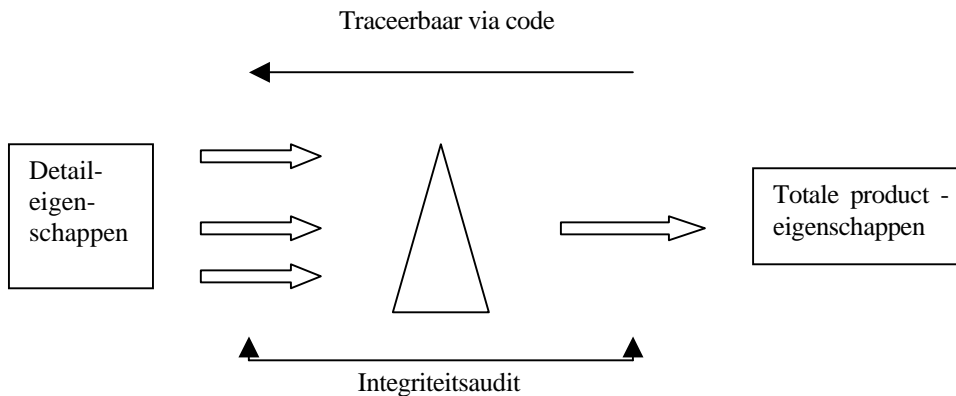 Traceerbaar via code
Detail-
eigen-
schappen
Totale product -
eigenschappen
Integriteitsaudit